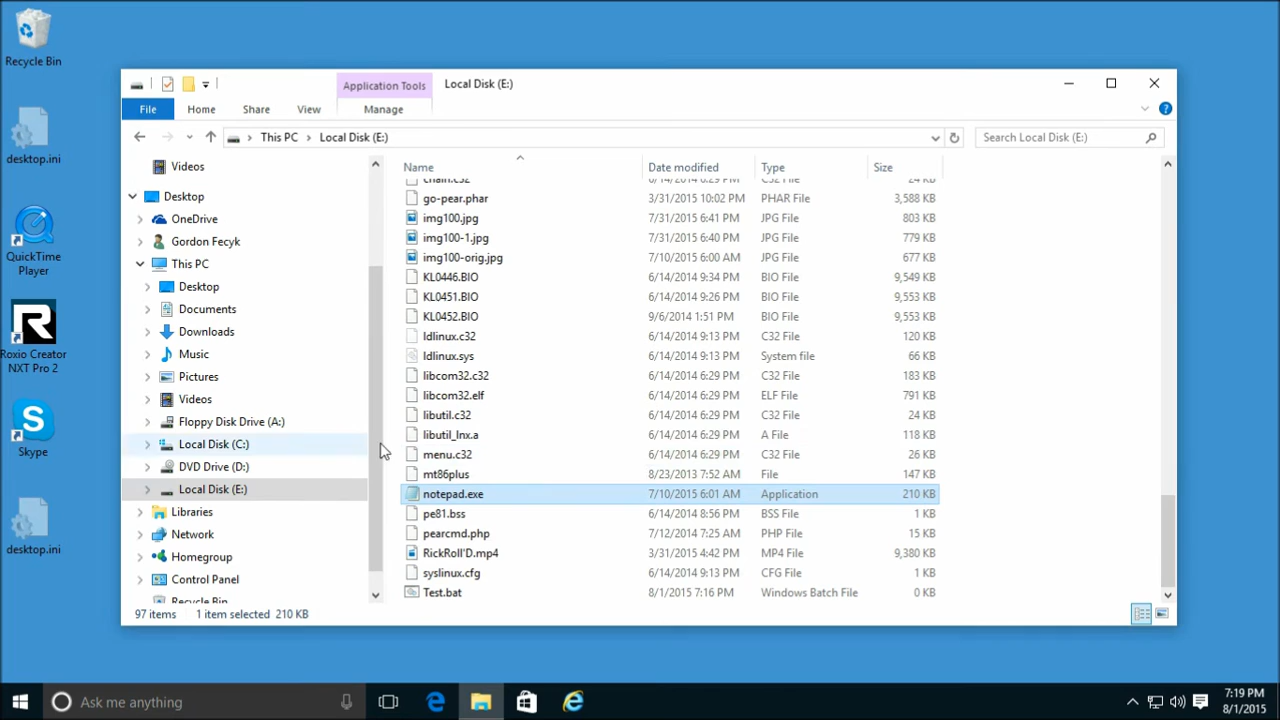 Recycle Bin
desktop.ini
QuickTime
Player
Roxio Creator
NXT Pro 2
Skype
desktop.ini
Application Tools
Local Disk (E:)
File
Home
Share
View
Manage
This PC
Local Disk (E:)
Search Local Disk (E:)
Videos
Desktop
OneDrive
Gordon Fecyk
This PC
Desktop
Documents
Downloads
Music
Pictures
Videos
Floppy Disk Drive (A:)
Local Disk (C:)
DVD Drive (D:)
Local Disk (E:)
Libraries
Network
Homegroup
Control Panel
Recycle Bin
Name Date modified Type Size
chain.c32 6/14/2014 6:29 PM C32 File 24 KB
go-pear.phar 3/31/2015 10:02 PM PHAR File 3,588 KB
img100.jpg 7/31/2015 6:41 PM JPG File 803 KB
img100-1.jpg 7/31/2015 6:40 PM JPG File 779 KB
img100-orig.jpg 7/10/2015 6:00 AM JPG File 677 KB
KL0446.BIO 6/14/2014 9:34 PM BIO File 9,549 KB
KL0451.BIO 6/14/2014 9:26 PM BIO File 9,553 KB
KL0452.BIO 9/6/2014 1:51 PM BIO File 9,553 KB
ldlinux.c32 6/14/2014 9:13 PM C32 File 120 KB
ldlinux.sys 6/14/2014 9:13 PM System file 66 KB
libcom32.c32 6/14/2014 6:29 PM C32 File 183 KB
libcom32.elf 6/14/2014 6:29 PM ELF File 791 KB
libutil.c32 6/14/2014 6:29 PM C32 File 24 KB
libutil_lnx.a 6/14/2014 6:29 PM A File 118 KB
menu.c32 6/14/2014 6:29 PM C32 File 26 KB
mt86plus 8/23/2013 7:52 AM File 147 KB
notepad.exe 7/10/2015 6:01 AM Application 210 KB
pe81.bss 6/14/2014 8:56 PM BSS File 1 KB
pearcmd.php 7/12/2014 7:25 AM PHP File 15 KB
RickRoll'D.mp4 3/31/2015 4:42 PM MP4 File 9,380 KB
syslinux.cfg 6/14/2014 9:13 PM CFG File 1 KB
Test.bat 8/1/2015 7:16 PM Windows Batch File 0 KB
97 items 1 item selected 210 KB
Ask me anything
7:19 PM
8/1/2015